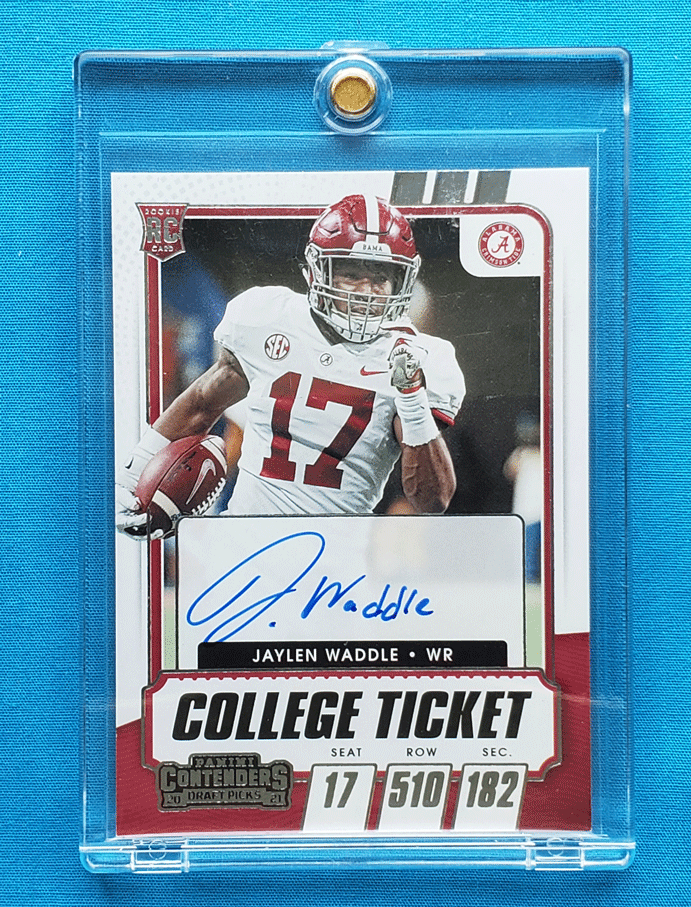 ROOKIE
RC
CARD
ALABAMA
A
CRIMSON TIDE
BAMA
SEC
A
17
J. Waddle
JAYLEN WADDLE • WR
COLLEGE TICKET
SEAT ROW SEC.
17 510 182
PANINI
CONTENDERS
20 DRAFT PICKS 21